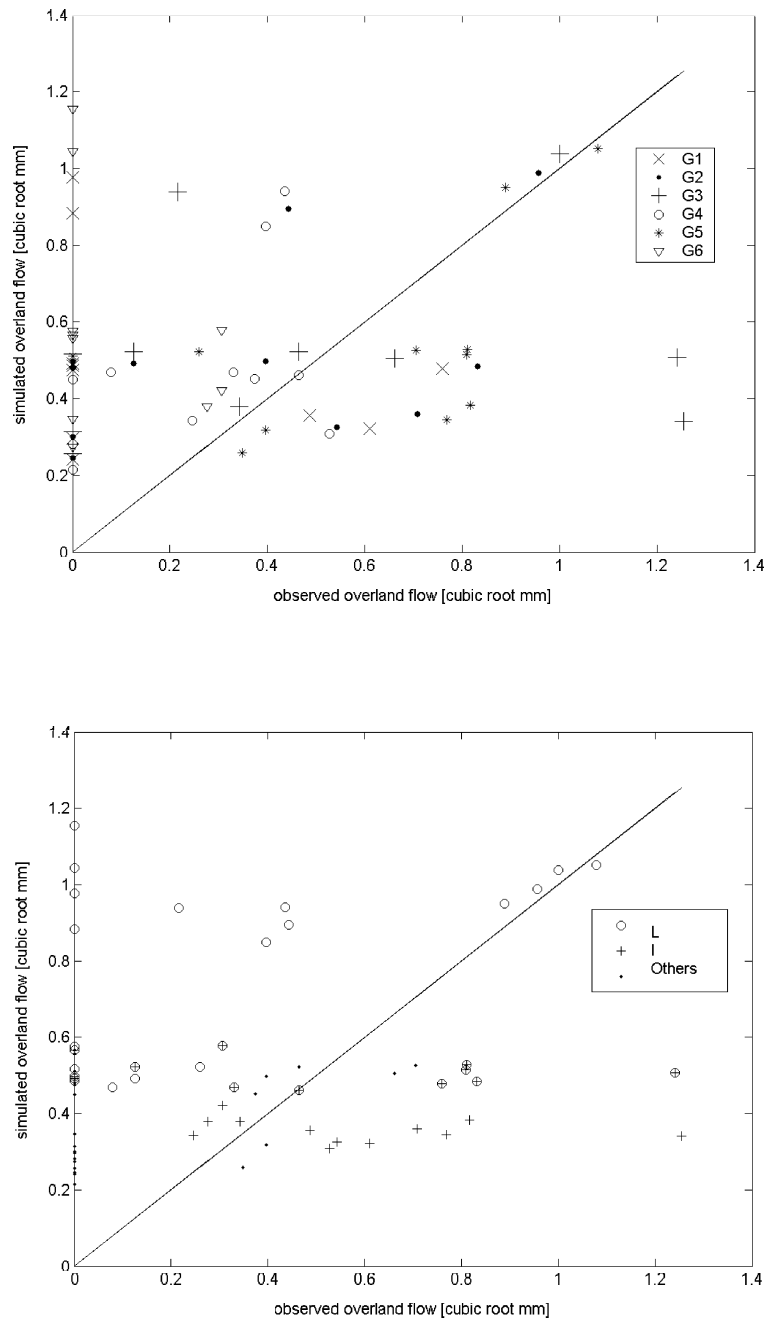 1.4
1.2
1
0.8
0.6
0.4
0.2
0
0 0.2 0.4 0.6 0.8 1 1.2 1.4
simulated overland flow [cubic root mm]
observed overland flow [cubic root mm]
G1
G2
G3
G4
G5
G6
1.4
1.2
1
0.8
0.6
0.4
0.2
0
0 0.2 0.4 0.6 0.8 1 1.2 1.4
simulated overland flow [cubic root mm]
observed overland flow [cubic root mm]
L
I
Others